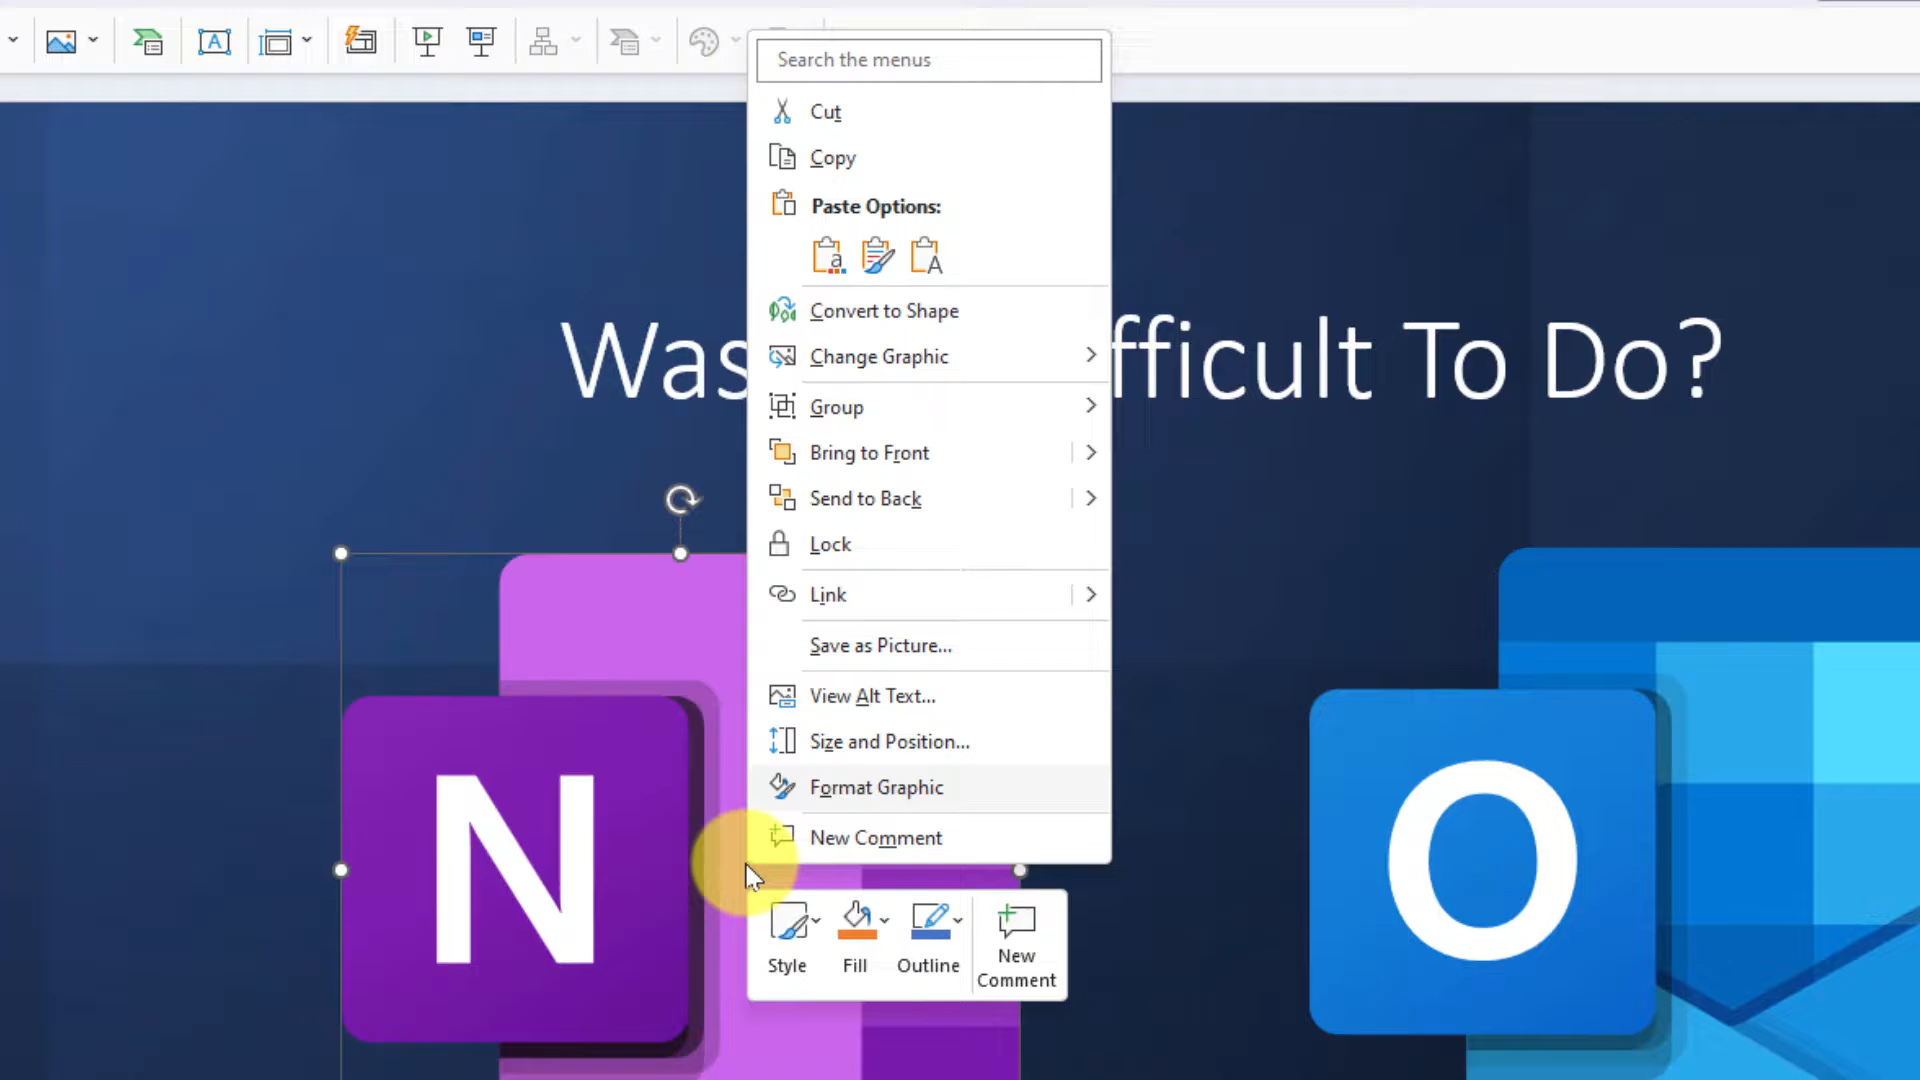 Search the menus
Cut
Copy
Paste Options:
Convert to Shape
Change Graphic
Was fficult To Do?
Group
Bring to Front
Send to Back
Lock
Link
Save as Picture...
View Alt Text...
Size and Position...
Format Graphic
New Comment
N
O
Style
Fill
Outline
New
Comment